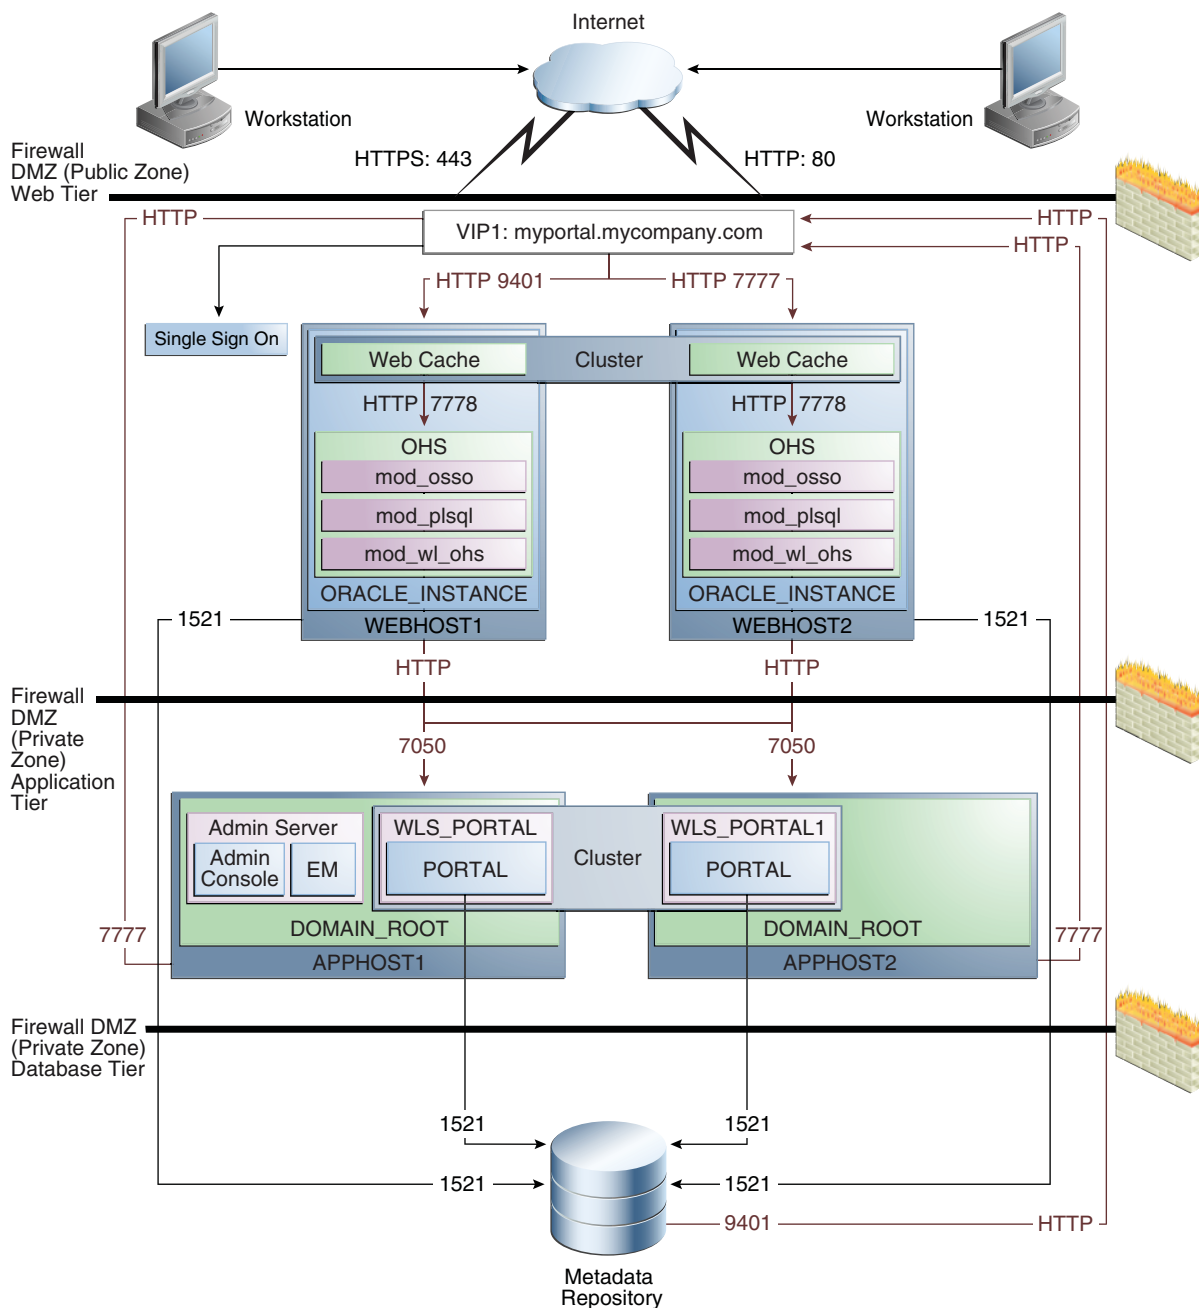 Internet
Workstation
Workstation
HTTPS: 443
HTTP: 80
Firewall
DMZ (Public Zone)
Web Tier
HTTP
HTTP
VIP1: myportal.mycompany.com
HTTP
HTTP 9401
HTTP 7777
Single Sign On
Web Cache
Cluster
Web Cache
HTTP 7778
HTTP 7778
OHS
OHS
mod_osso
mod_osso
mod_plsql
mod_plsql
mod_wl_ohs
mod_wl_ohs
ORACLE_INSTANCE
ORACLE_INSTANCE
1521
WEBHOST1
WEBHOST2
1521
HTTP
HTTP
Firewall
DMZ
(Private
Zone)
Application
Tier
7050
7050
Admin Server
WLS_PORTAL
WLS_PORTAL1
Admin
Console
EM
PORTAL
Cluster
PORTAL
DOMAIN_ROOT
DOMAIN_ROOT
7777
7777
APPHOST1
APPHOST2
Firewall DMZ
(Private Zone)
Database Tier
1521
1521
1521
1521
9401
HTTP
Metadata
Repository